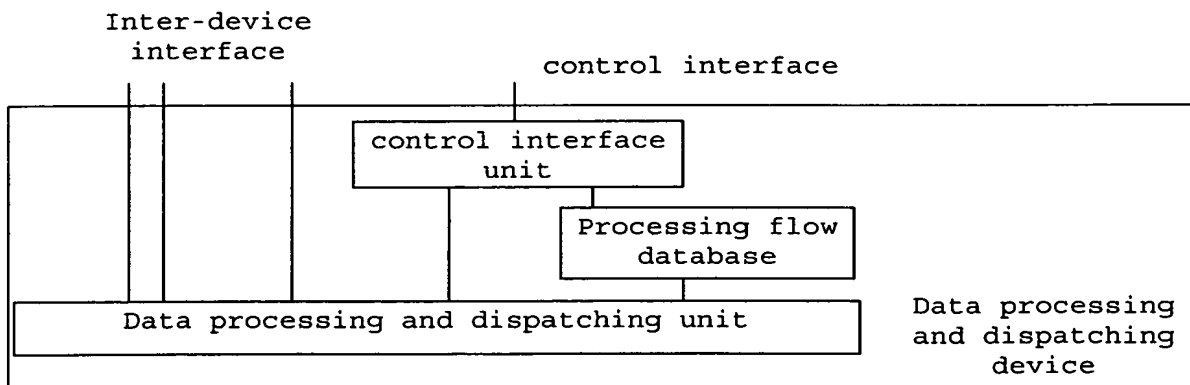 Inter-device
interface
control interface
control interface
unit
Processing flow
database
Data processing and dispatching unit
Data processing
and dispatching
device